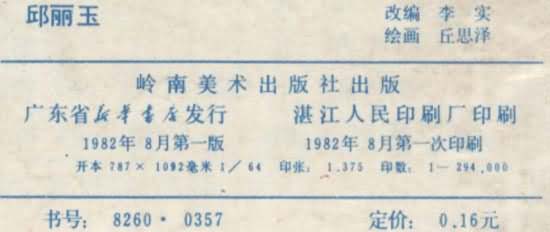 邱丽玉
改编 李实
绘画 丘思泽
岭南美术出版社出版
广东省新华书店发行 湛江人民印刷厂印刷
1982年8月第一版 1982年8月第一次印刷
开本 787×1092毫米 1/64 印张: 1.375 印数: 1—294,000
书号: 8260·0357 定价: 0.16元